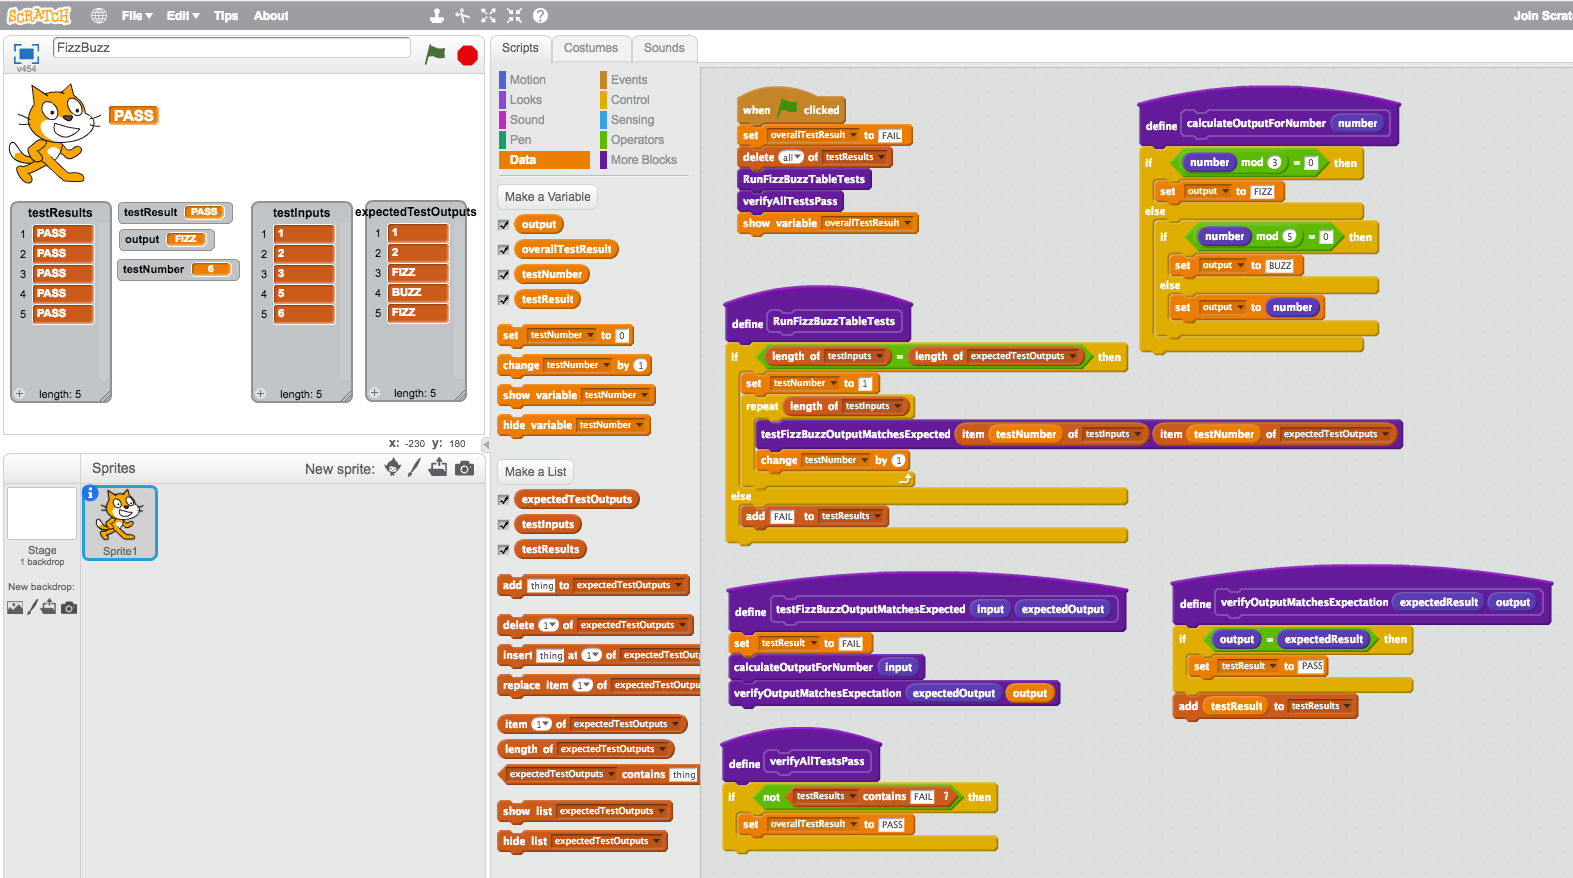 SCRATCH File Edit Tips About Join Scrat
FizzBuzz
v454
PASS
testResults
1 PASS
2 PASS
3 PASS
4 PASS
5 PASS
length: 5
testResult PASS
output FIZZ
testNumber 6
testInputs
1 1
2 2
3 3
4 5
5 6
length: 5
expectedTestOutputs
1 1
2 2
3 FIZZ
4 BUZZ
5 FIZZ
length: 5
x: -230 y: 180
Sprites New sprite:
Stage
1 backdrop
New backdrop:
Sprite1
Scripts Costumes Sounds
Motion Events
Looks Control
Sound Sensing
Pen Operators
Data More Blocks
Make a Variable
output
overallTestResult
testNumber
testResult
set testNumber to 0
change testNumber by 1
show variable testNumber
hide variable testNumber
Make a List
expectedTestOutputs
testInputs
testResults
add thing to expectedTestOutputs
delete 1 of expectedTestOutputs
insert thing at 1 of expectedTes
replace item 1 of expectedTestOutpu
item 1 of expectedTestOutputs
length of expectedTestOutputs
expectedTestOutputs contains thing
show list expectedTestOutputs
hide list expectedTestOutputs
when clicked
set overallTestResult to FAIL
delete all of testResults
RunFizzBuzzTableTests
verifyAllTestsPass
show variable overallTestResult
define calculateOutputForNumber number
if number mod 3 = 0 then
set output to FIZZ
else
if number mod 5 = 0 then
set output to BUZZ
else
set output to number
define RunFizzBuzzTableTests
if length of testInputs = length of expectedTestOutputs then
set testNumber to 1
repeat length of testInputs
testFizzBuzzOutputMatchesExpected item testNumber of testInputs item testNumber of expectedTestOutputs
change testNumber by 1
else
add FAIL to testResults
define testFizzBuzzOutputMatchesExpected input expectedOutput
set testResult to FAIL
calculateOutputForNumber input
verifyOutputMatchesExpectation expectedOutput output
define verifyOutputMatchesExpectation expectedResult output
if output = expectedResult then
set testResult to PASS
add testResult to testResults
define verifyAllTestsPass
if not testResults contains FAIL ? then
set overallTestResult to PASS